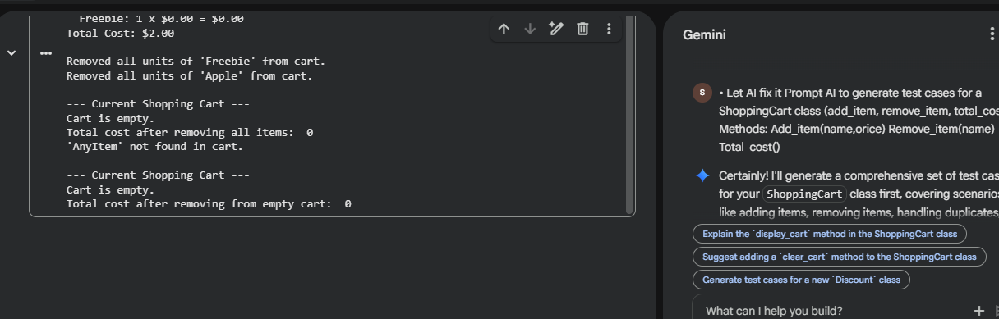 Freebie: 1 x $0.00 = $0.00
Total Cost: $2.00
---------------------------
Removed all units of 'Freebie' from cart.
Removed all units of 'Apple' from cart.
--- Current Shopping Cart ---
Cart is empty.
Total cost after removing all items:  0
'AnyItem' not found in cart.
--- Current Shopping Cart ---
Cart is empty.
Total cost after removing from empty cart:  0
Gemini
S
• Let AI fix it Prompt AI to generate test cases for a
ShoppingCart class (add_item, remove_item, total_cos
Methods: Add_item(name,orice) Remove_item(name)
Total_cost()
Certainly! I'll generate a comprehensive set of test cas
for your ShoppingCart class first, covering scenarios
like adding items, removing items, handling duplicates,
Explain the `display_cart` method in the ShoppingCart class
Suggest adding a `clear_cart` method to the ShoppingCart class
Generate test cases for a new `Discount` class
What can I help you build?